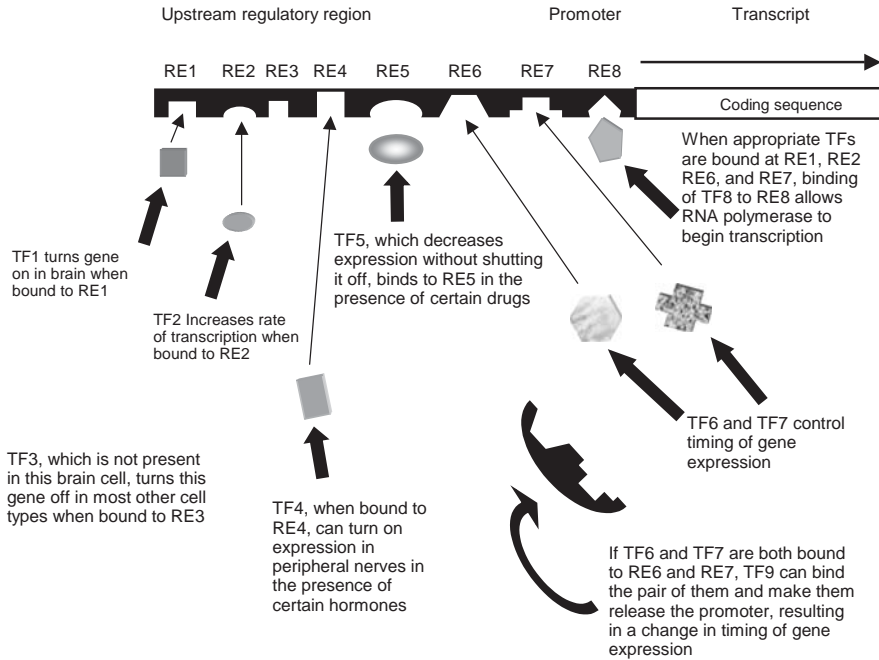 Upstream regulatory region
Promoter
Transcript
RE1
RE2
RE3
RE4
RE5
RE6
RE7
RE8
Coding sequence
When appropriate TFs
are bound at RE1, RE2
RE6, and RE7, binding
of TF8 to RE8 allows
RNA polymerase to
begin transcription
TF1 turns gene
on in brain when
bound to RE1
TF2 Increases rate
of transcription when
bound to RE2
TF5, which decreases
expression without shutting
it off, binds to RE5 in the
presence of certain drugs
TF6 and TF7 control
timing of gene
expression
TF3, which is not present
in this brain cell, turns this
gene off in most other cell
types when bound to RE3
TF4, when bound to
RE4, can turn on
expression in
peripheral nerves in
the presence of
certain hormones
If TF6 and TF7 are both bound
to RE6 and RE7, TF9 can bind
the pair of them and make them
release the promoter, resulting
in a change in timing of gene
expression